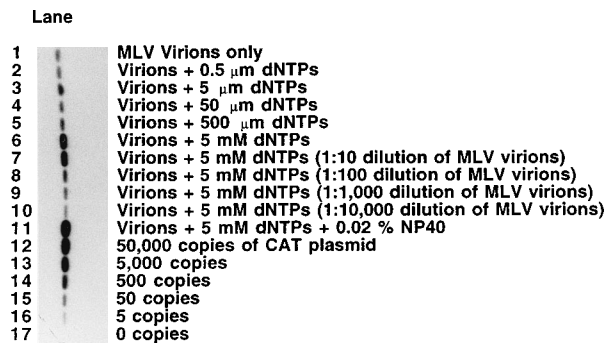 Lane
1 MLV Virions only
2 Virions + 0.5 μm dNTPs
3 Virions + 5 μm dNTPs
4 Virions + 50 μm dNTPs
5 Virions + 500 μm dNTPs
6 Virions + 5 mM dNTPs
7 Virions + 5 mM dNTPs (1:10 dilution of MLV virions)
8 Virions + 5 mM dNTPs (1:100 dilution of MLV virions)
9 Virions + 5 mM dNTPs (1:1,000 dilution of MLV virions)
10 Virions + 5 mM dNTPs (1:10,000 dilution of MLV virions)
11 Virions + 5 mM dNTPs + 0.02 % NP40
12 50,000 copies of CAT plasmid
13 5,000 copies
14 500 copies
15 50 copies
16 5 copies
17 0 copies